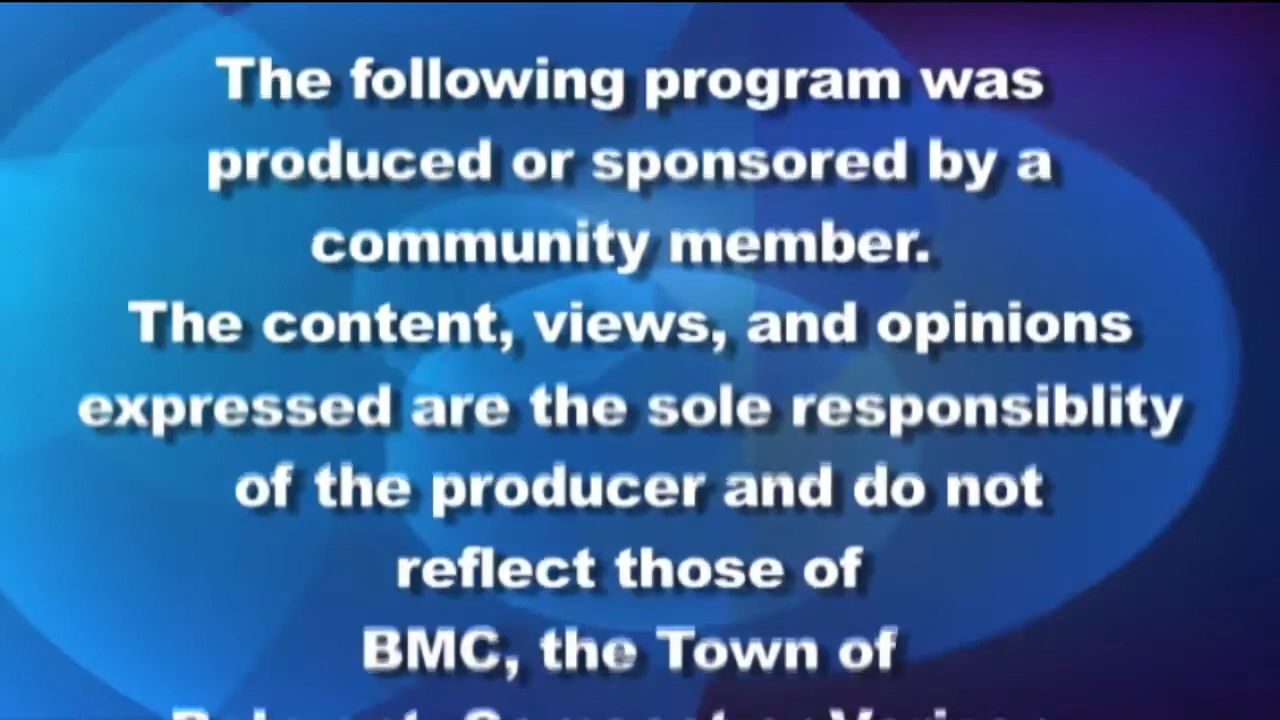 The following program was
produced or sponsored by a
community member.
The content, views, and opinions
expressed are the sole responsiblity
of the producer and do not
reflect those of
BMC, the Town of